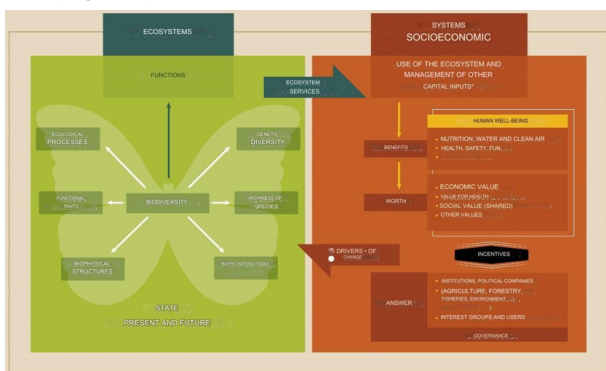 ECOSYSTEMS
FUNCTIONS
ECOLOGICAL
PROCESSES
GENETIC
DIVERSITY
FUNCTIONAL
TRAITS
BIODIVERSITY
RICHNESS OF
SPECIES
BIOPHYSICAL
STRUCTURES
BIOTIC INTERACTIONS
STATE
PRESENT AND FUTURE
ECOSYSTEM
SERVICES
DRIVERS • OF
CHANGE
SYSTEMS
SOCIOECONOMIC
USE OF THE ECOSYSTEM AND
MANAGEMENT OF OTHER
CAPITAL INPUTS*
BENEFITS
HUMAN WELL-BEING
• NUTRITION, WATER AND CLEAN AIR
• HEALTH, SAFETY, FUN,...
WORTH
• ECONOMIC VALUE
• VALUE FOR HEALTH
• SOCIAL VALUE (SHARED)
• OTHER VALUES
INCENTIVES
ANSWER
• INSTITUTIONS, POLITICAL COMPANIES
• (AGRICULTURE, FORESTRY,
FISHERIES, ENVIRONMENT,
)
• INTEREST GROUPS AND USERS
GOVERNANCE